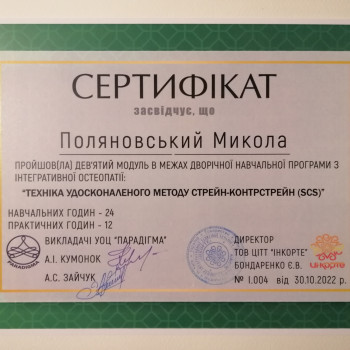 СЕРТИФІКАТ
засвідчує, що
Поляновський Микола
ПРОЙШОВ(ЛА) ДЕВ'ЯТИЙ МОДУЛЬ В МЕЖАХ ДВОРІЧНОЇ НАВЧАЛЬНОЇ ПРОГРАМИ З
ІНТЕГРАТИВНОЇ ОСТЕОПАТІЇ:
"ТЕХНІКА УДОСКОНАЛЕНОГО МЕТОДУ СТРЕЙН-КОНТРСТРЕЙН (SCS)"
НАВЧАЛЬНИХ ГОДИН - 24
ПРАКТИЧНИХ ГОДИН - 12
ВИКЛАДАЧІ УОЦ "ПАРАДІГМА"
А.І. КУМОНОК
А.С. ЗАЙЧУК
ДИРЕКТОР
ТОВ ЦІТТ "ІНКОРТЕ"
БОНДАРЕНКО Є.В.
№ 1.004 від 30.10.2022 р.
інкорте